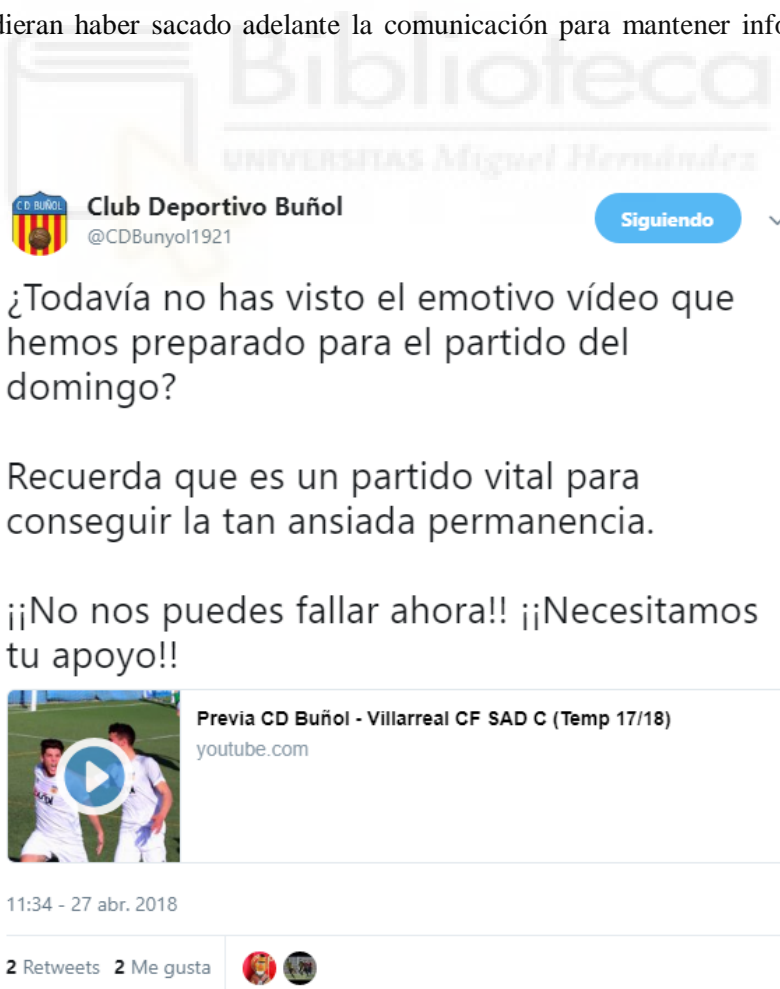 dieran haber sacado adelante la comunicación para mantener info
Biblioteca
UNIVERSITAS Miguel Hernández
CD BUÑOL
Club Deportivo Buñol
@CDBunyol1921
Siguiendo
¿Todavía no has visto el emotivo vídeo que
hemos preparado para el partido del
domingo?
Recuerda que es un partido vital para
conseguir la tan ansiada permanencia.
¡¡No nos puedes fallar ahora!! ¡¡Necesitamos
tu apoyo!!
Previa CD Buñol - Villarreal CF SAD C (Temp 17/18)
youtube.com
11:34 - 27 abr. 2018
2 Retweets 2 Me gusta